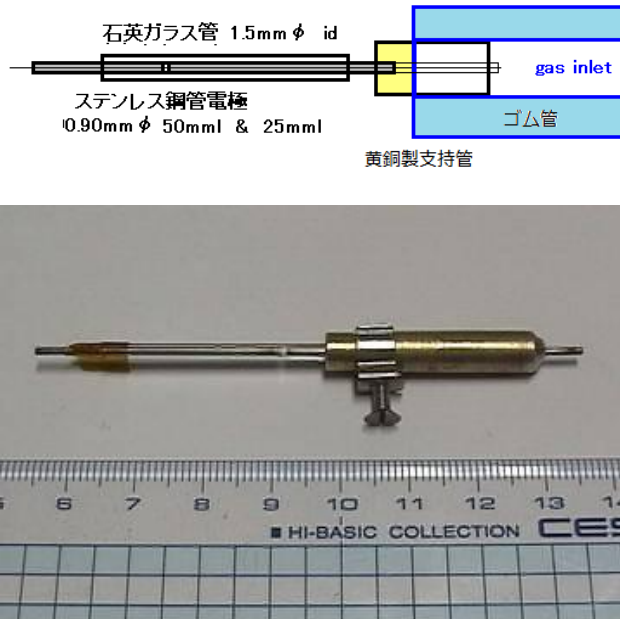 石英ガラス管 1.5mmφ id
gas inlet
ステンレス鋼管電極
0.90mmφ 50mml & 25mml
ゴム管
黄銅製支持管
6 7 8 9 10 11 12 13
■ HI-BASIC COLLECTION